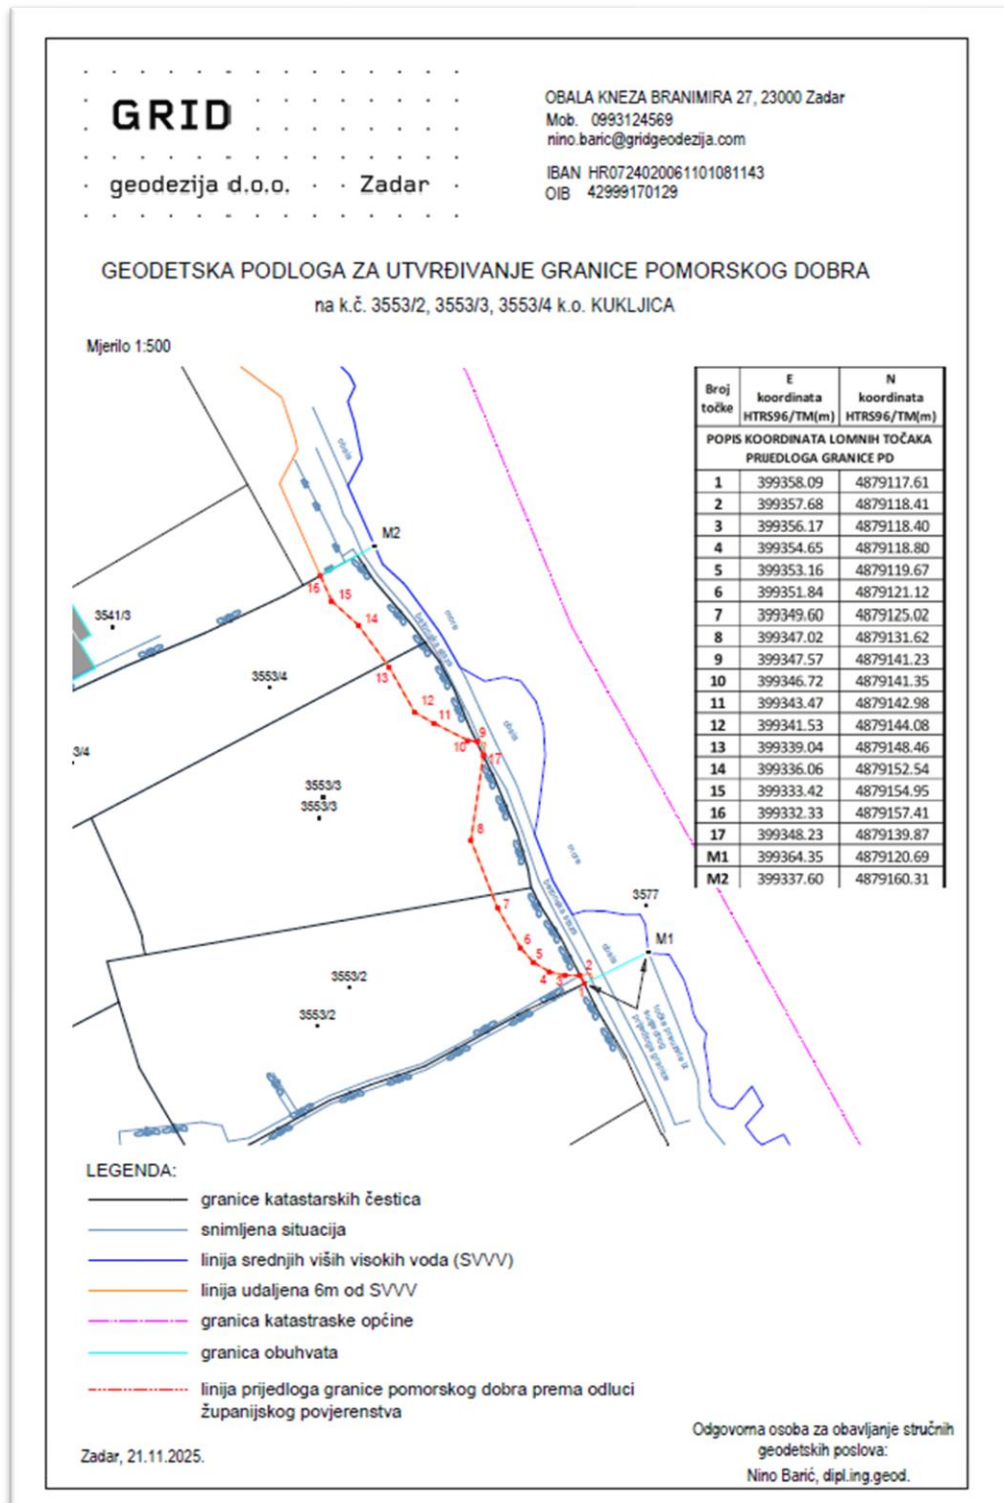 GRID
geodezija d.o.o. Zadar
OBALA KNEZA BRANIMIRA 27, 23000 Zadar
Mob. 0993124569
nino.baric@gridgeodezija.com
IBAN HR0724020061101081143
OIB 42999170129
GEODETSKA PODLOGA ZA UTVRĐIVANJE GRANICE POMORSKOG DOBRA
na k.č. 3553/2, 3553/3, 3553/4 k.o. KUKLJICA
Mjerilo 1:500
Broj točke E koordinata HTRS96/TM(m) N koordinata HTRS96/TM(m)
POPIS KOORDINATA LOMNIH TOČAKA
PRIJEDLOGA GRANICE PD
1 399358.09 4879117.61
2 399357.68 4879118.41
3 399356.17 4879118.40
4 399354.65 4879118.80
5 399353.16 4879119.67
6 399351.84 4879121.12
7 399349.60 4879125.02
8 399347.02 4879131.62
9 399347.57 4879141.23
10 399346.72 4879141.35
11 399343.47 4879142.98
12 399341.53 4879144.08
13 399339.04 4879148.46
14 399336.06 4879152.54
15 399333.42 4879154.95
16 399332.33 4879157.41
17 399348.23 4879139.87
M1 399364.35 4879120.69
M2 399337.60 4879160.31
obala
M2
16
15
14
13
12
11
10
9
17
8
7
6
5
4
3
2
1
more
betonska staza
obala
more
betonska staza
obala
3541/3
3553/4
3/4
3553/3
3553/3
3577
M1
3553/2
3553/2
LEGENDA:
granice katastarskih čestica
snimljena situacija
linija srednjih viših visokih voda (SVVV)
linija udaljena 6m od SVVV
granica katastraske općine
granica obuhvata
linija prijedloga granice pomorskog dobra prema odluci
županijskog povjerenstva
Zadar, 21.11.2025.
Odgovorna osoba za obavljanje stručnih
geodetskih poslova:
Nino Barić, dipl.ing.geod.